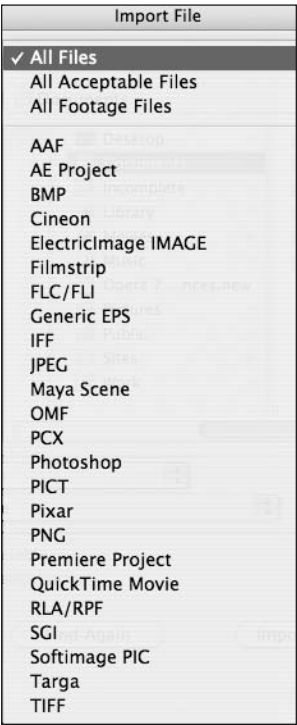 Import File
✓ All Files
All Acceptable Files
All Footage Files
AAF
AE Project
BMP
Cineon
ElectricImage IMAGE
Filmstrip
FLC/FLI
Generic EPS
IFF
JPEG
Maya Scene
OMF
PCX
Photoshop
PICT
Pixar
PNG
Premiere Project
QuickTime Movie
RLA/RPF
SGI
Softimage PIC
Targa
TIFF